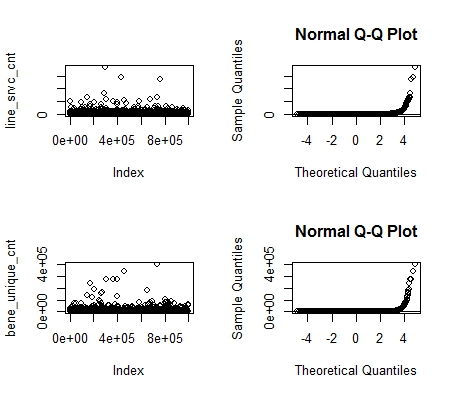 Normal Q-Q Plot
line_srvc_cnt
0
0e+00 4e+05 8e+05
Index
Sample Quantiles
0
-4 -2 0 2 4
Theoretical Quantiles
Normal Q-Q Plot
bene_unique_cnt
0e+00 4e+05
0e+00 4e+05 8e+05
Index
Sample Quantiles
0e+00 4e+05
-4 -2 0 2 4
Theoretical Quantiles